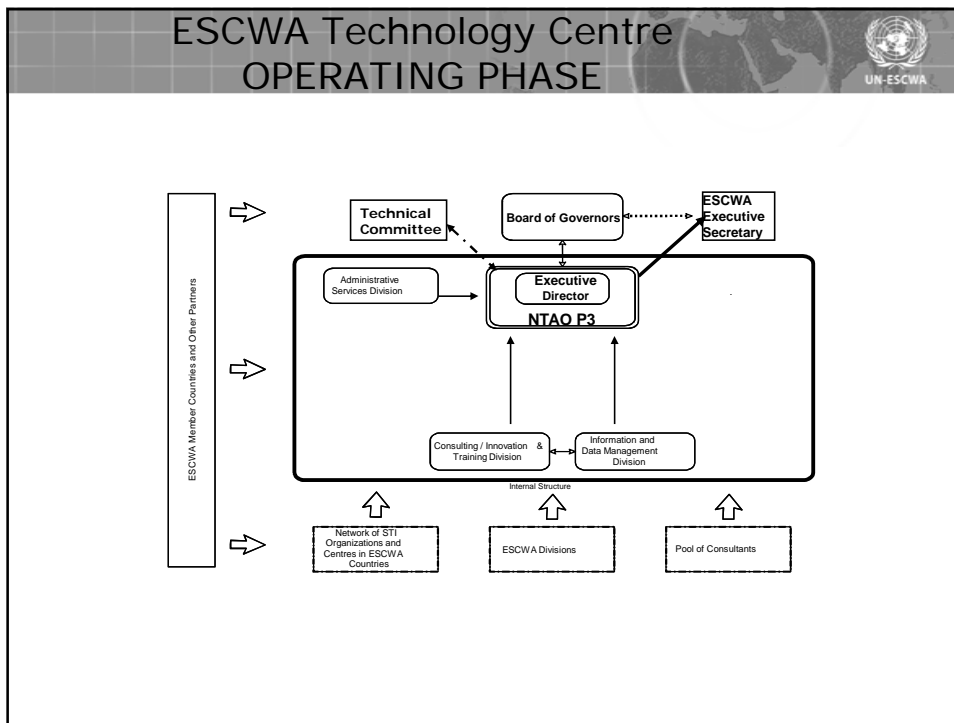 ESCWA Technology Centre
OPERATING PHASE
UN-ESCWA
ESCWA Member Countries and Other Partners
Technical
Committee
Board of Governors
ESCWA
Executive
Secretary
Administrative
Services Division
Executive
Director
NTAO P3
Consulting / Innovation &
Training Division
Information and
Data Management
Division
Internal Structure
Network of STI
Organizations and
Centres in ESCWA
Countries
ESCWA Divisions
Pool of Consultants